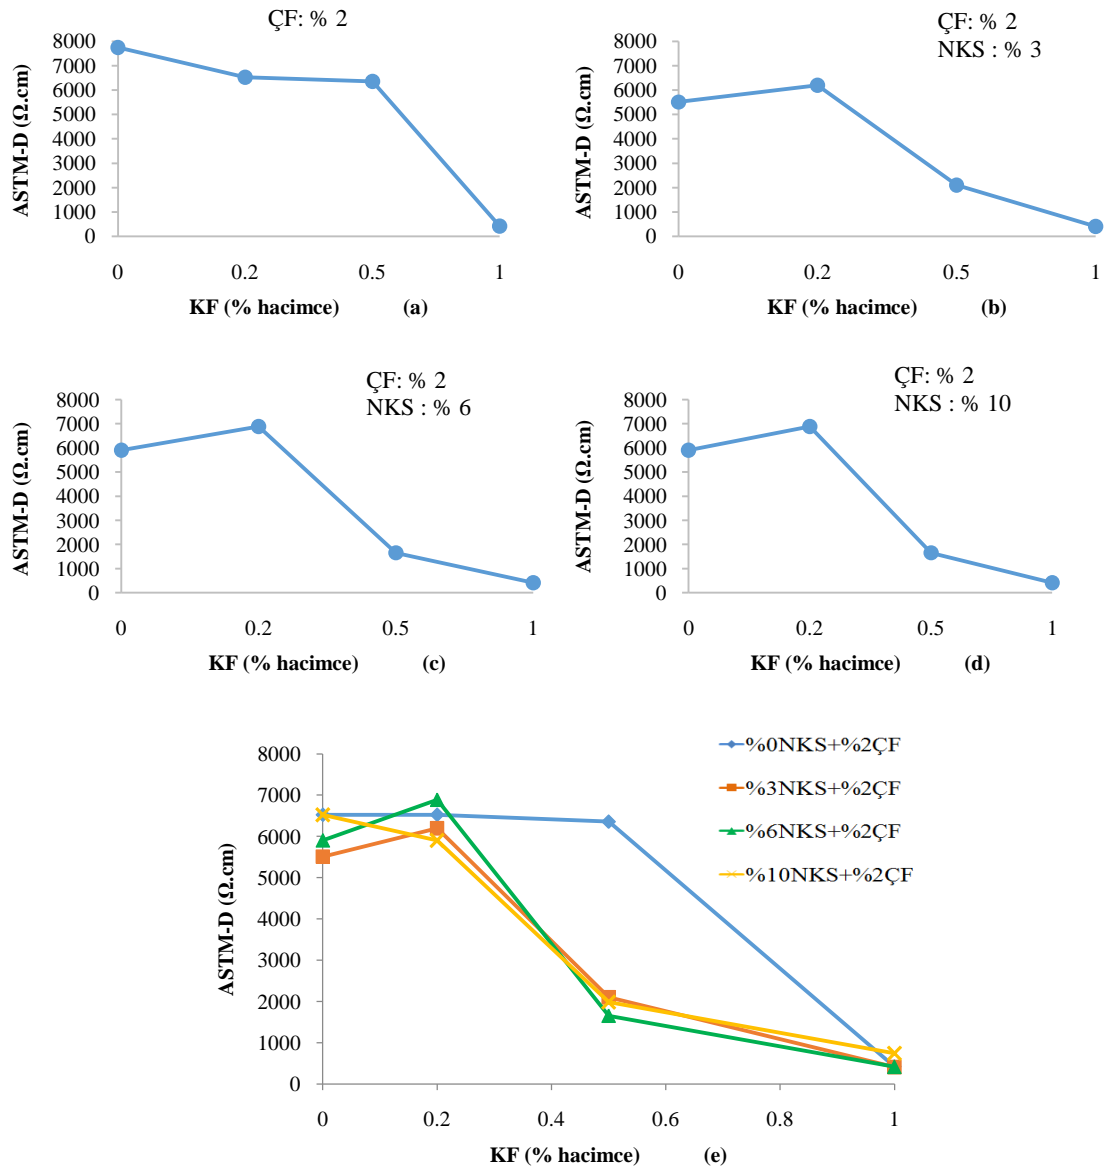 ÇF: % 2
8000
7000
6000
5000
4000
3000
2000
1000
0
ASTM-D (Ω.cm)
0 0.2 0.5 1
KF (% hacimce) (a)
ÇF: % 2
NKS : % 3
8000
7000
6000
5000
4000
3000
2000
1000
0
ASTM-D (Ω.cm)
0 0.2 0.5 1
KF (% hacimce) (b)
ÇF: % 2
NKS : % 6
8000
7000
6000
5000
4000
3000
2000
1000
0
ASTM-D (Ω.cm)
0 0.2 0.5 1
KF (% hacimce) (c)
ÇF: % 2
NKS : % 10
8000
7000
6000
5000
4000
3000
2000
1000
0
ASTM-D (Ω.cm)
0 0.2 0.5 1
KF (% hacimce) (d)
%0NKS+%2ÇF
%3NKS+%2ÇF
%6NKS+%2ÇF
%10NKS+%2ÇF
8000
7000
6000
5000
4000
3000
2000
1000
0
ASTM-D (Ω.cm)
0 0.2 0.4 0.6 0.8 1
KF (% hacimce) (e)